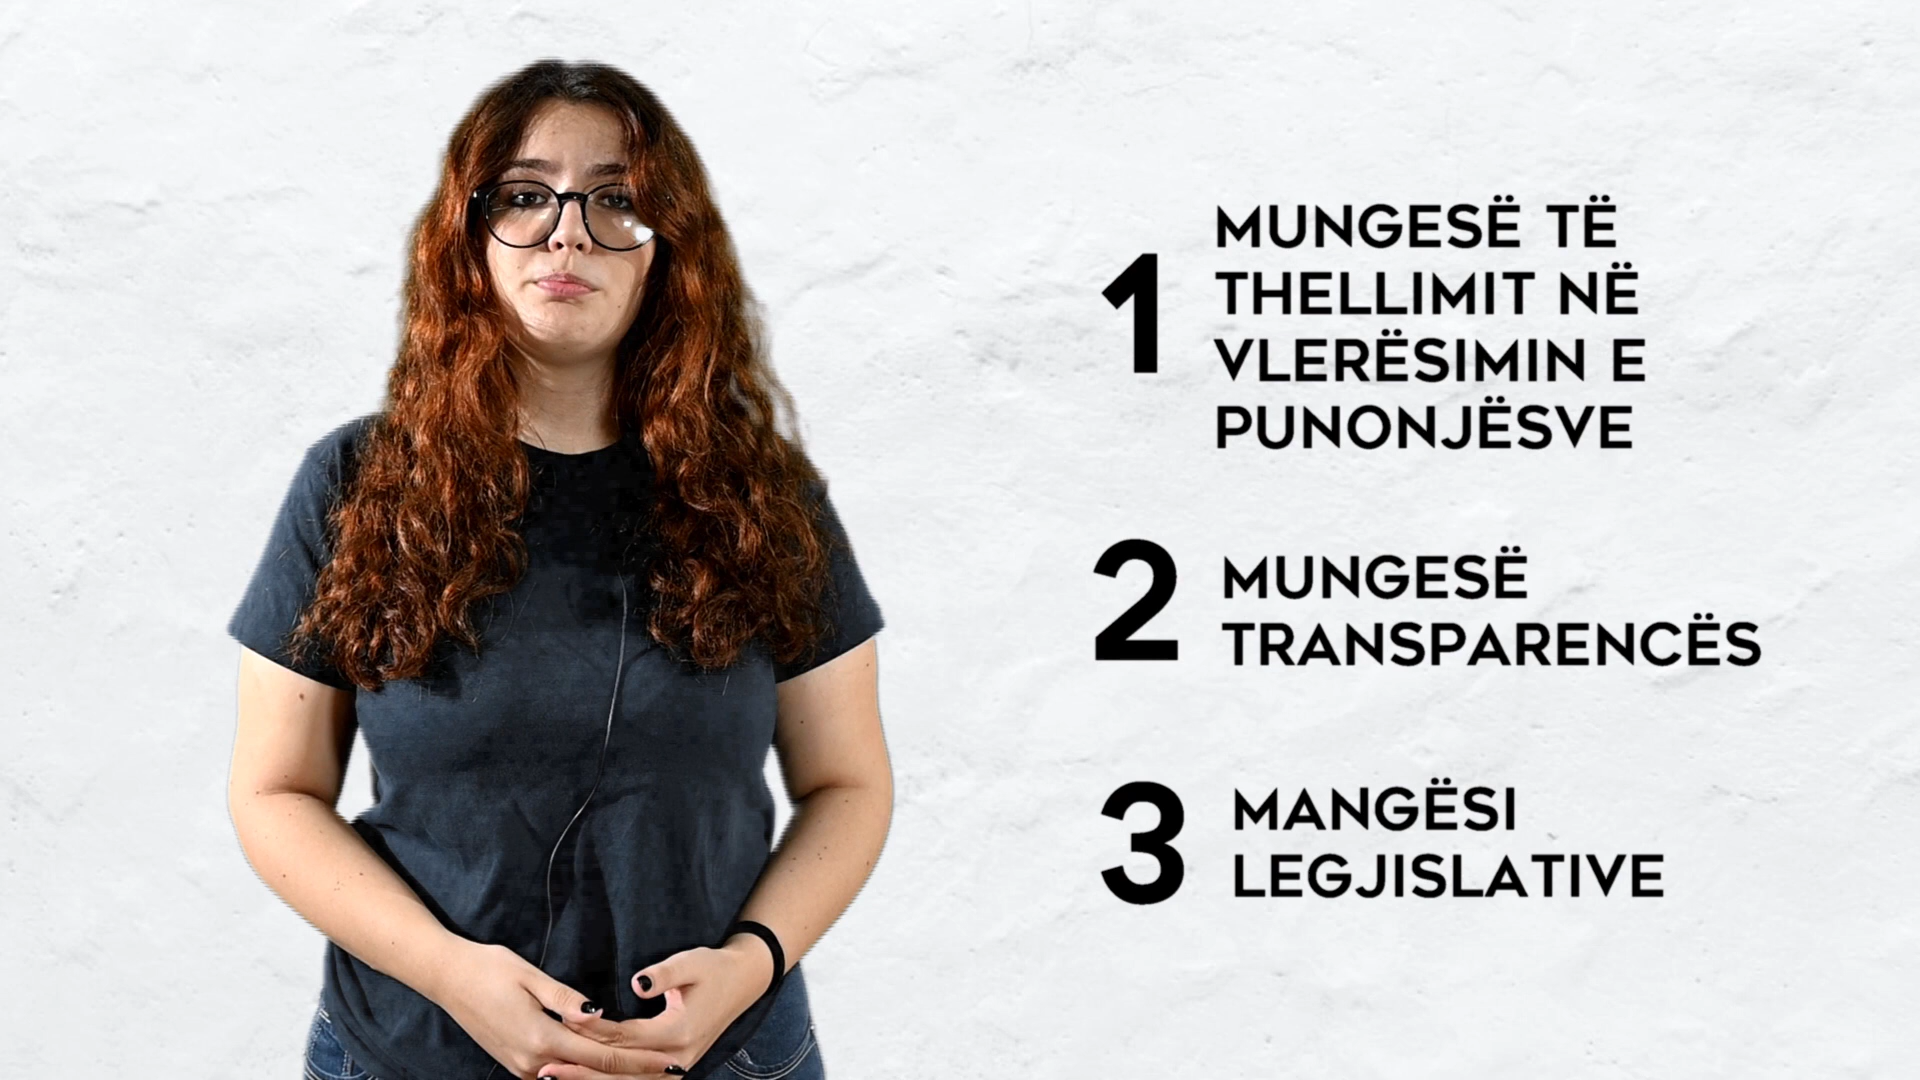 1 MUNGESË TË
THELLIMIT NË
VLERËSIMIN E
PUNONJËSVE
2 MUNGESË
TRANSPARENCËS
3 MANGËSI
LEGJISLATIVE